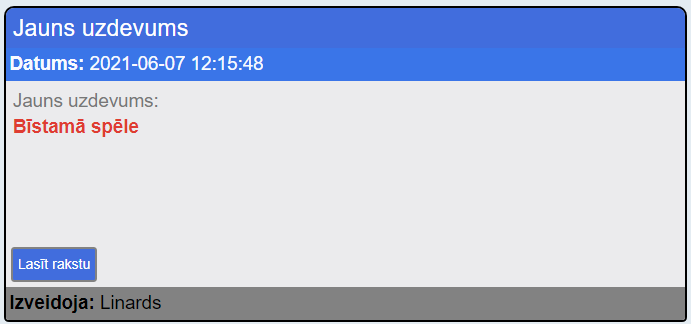 Jauns uzdevums
Datums: 2021-06-07 12:15:48
Jauns uzdevums:
Bīstamā spēle
Lasīt rakstu
Izveidoja: Linards